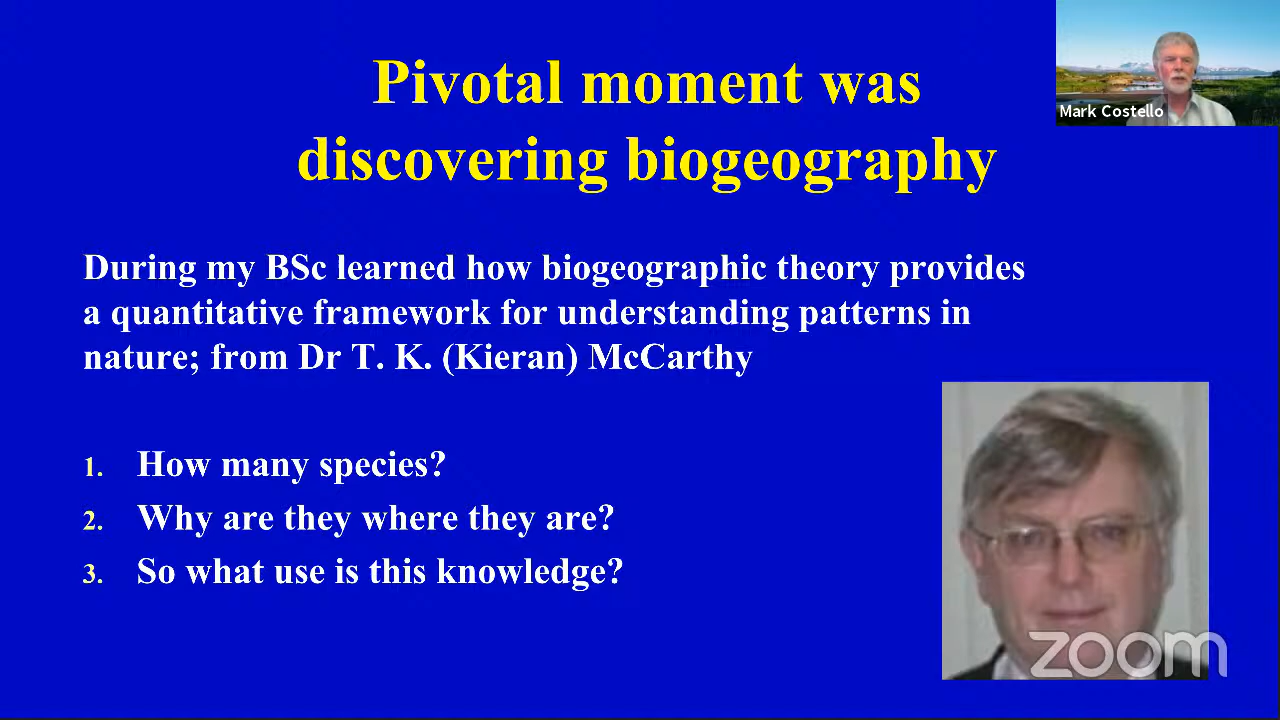 Pivotal moment was
discovering biogeography
Mark Costello
During my BSc learned how biogeographic theory provides
a quantitative framework for understanding patterns in
nature; from Dr T. K. (Kieran) McCarthy
1. How many species?
2. Why are they where they are?
3. So what use is this knowledge?
zoom